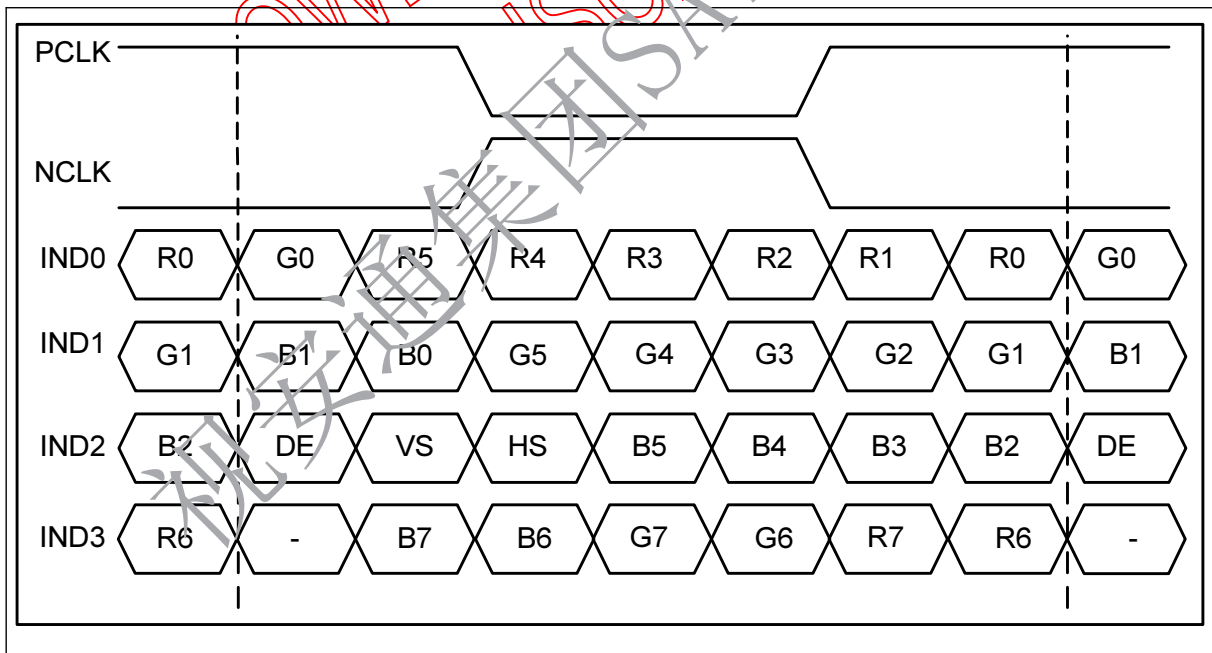 PCLK
NCLK
IND0 R0 G0 R5 R4 R3 R2 R1 R0 G0
IND1 G1 B1 B0 G5 G4 G3 G2 G1 B1
IND2 B2 DE VS HS B5 B4 B3 B2 DE
IND3 R6 - B7 B6 G7 G6 R7 R6 -
视安通集团SA